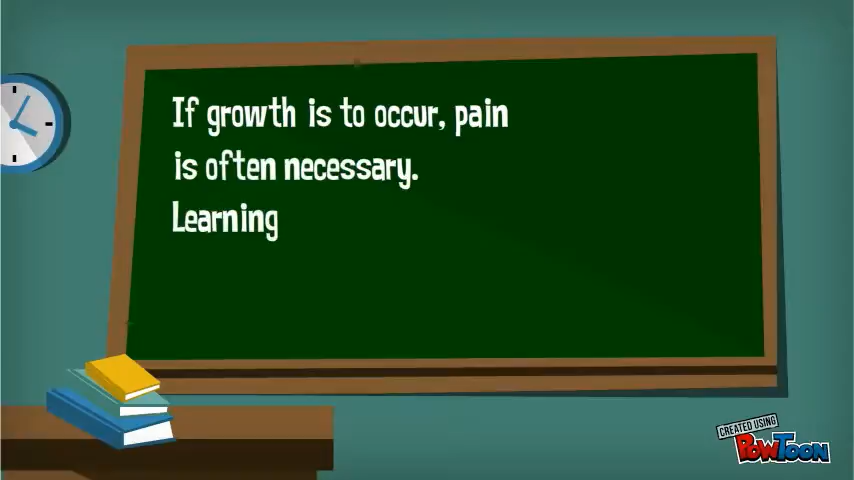 If growth is to occur, pain
is often necessary.
Learning
CREATED USING
POWTOON